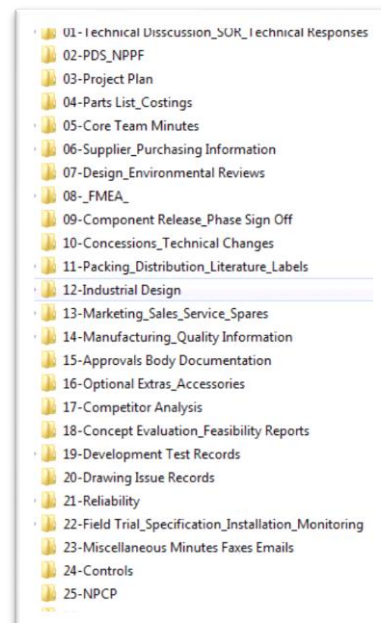 01-Technical Disscussion_SOR_Technical Responses
02-PDS_NPPF
03-Project Plan
04-Parts List_Costings
05-Core Team Minutes
06-Supplier_Purchasing Information
07-Design_Environmental Reviews
08-_FMEA_
09-Component Release_Phase Sign Off
10-Concessions_Technical Changes
11-Packing_Distribution_Literature_Labels
12-Industrial Design
13-Marketing_Sales_Service_Spares
14-Manufacturing_Quality Information
15-Approvals Body Documentation
16-Optional Extras_Accessories
17-Competitor Analysis
18-Concept Evaluation_Feasibility Reports
19-Development Test Records
20-Drawing Issue Records
21-Reliability
22-Field Trial_Specification_Installation_Monitoring
23-Miscellaneous Minutes Faxes Emails
24-Controls
25-NPCP